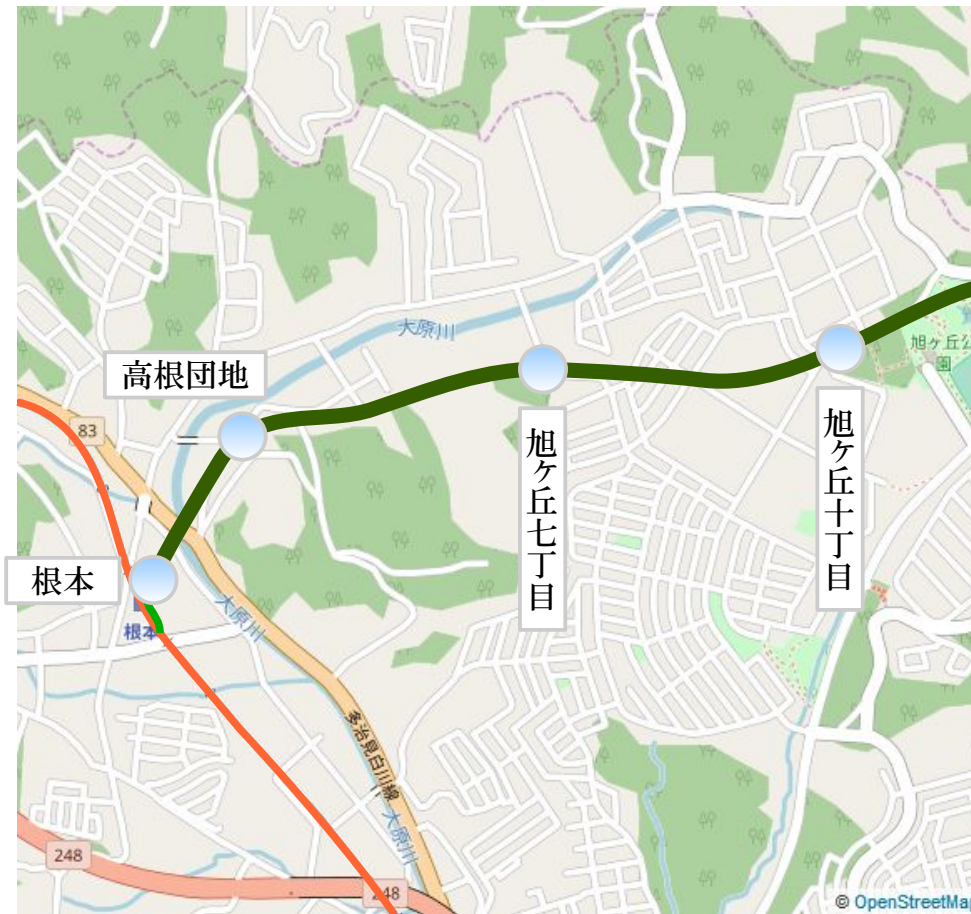 大原川
旭ヶ丘公
園
高根団地
83
旭ヶ丘七丁目
旭ヶ丘十丁目
根本
根本
大原川
多治見白川線
大原川
248
248
© OpenStreetMap